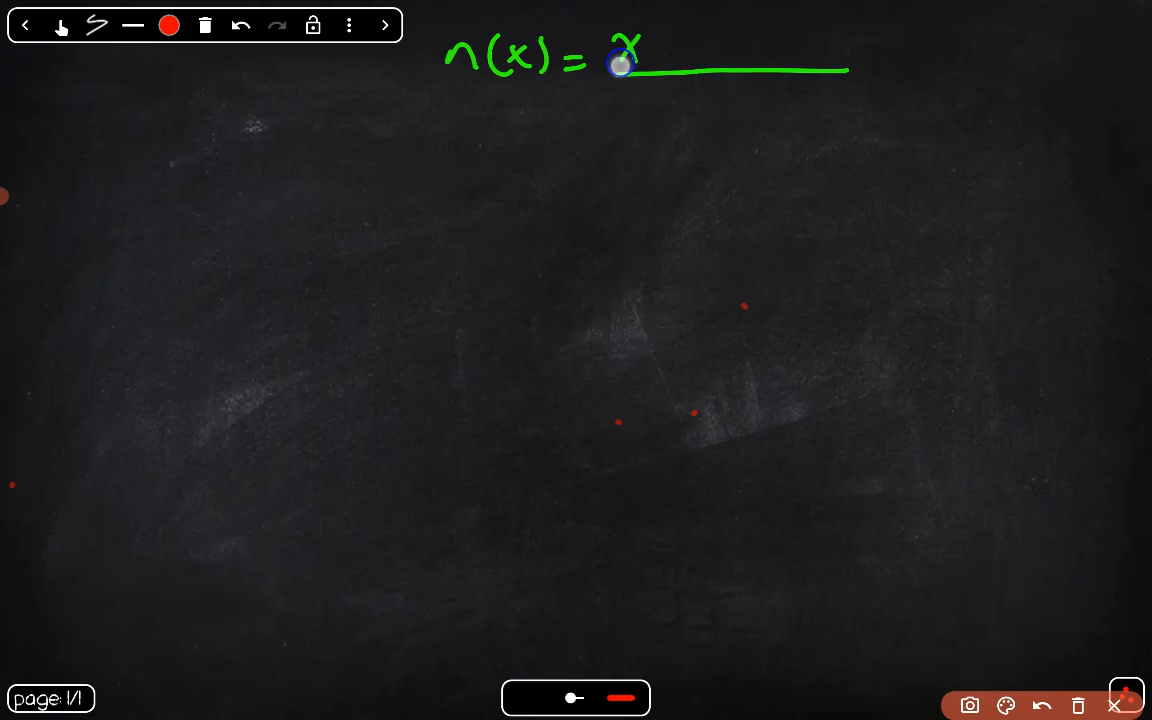 n(x) = x
page: 1/1